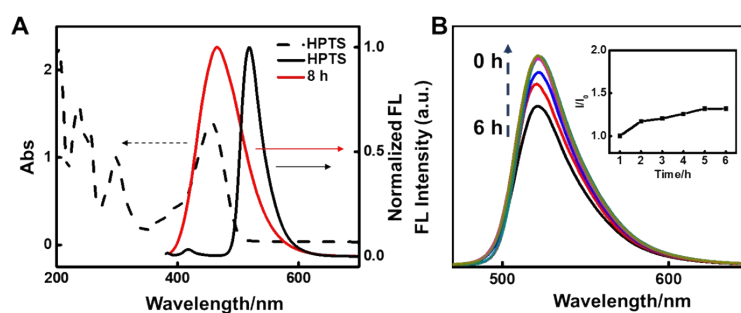 A
HPTS
HPTS
8 h
2
1
0
Abs
1.0
0.5
0.0
Normalized FL
200
400
600
Wavelength/nm
B
0 h
6 h
FL Intensity (a.u.)
500
600
Wavelength/nm
2.0
1.5
1.0
I/I0
1 2 3 4 5 6
Time/h